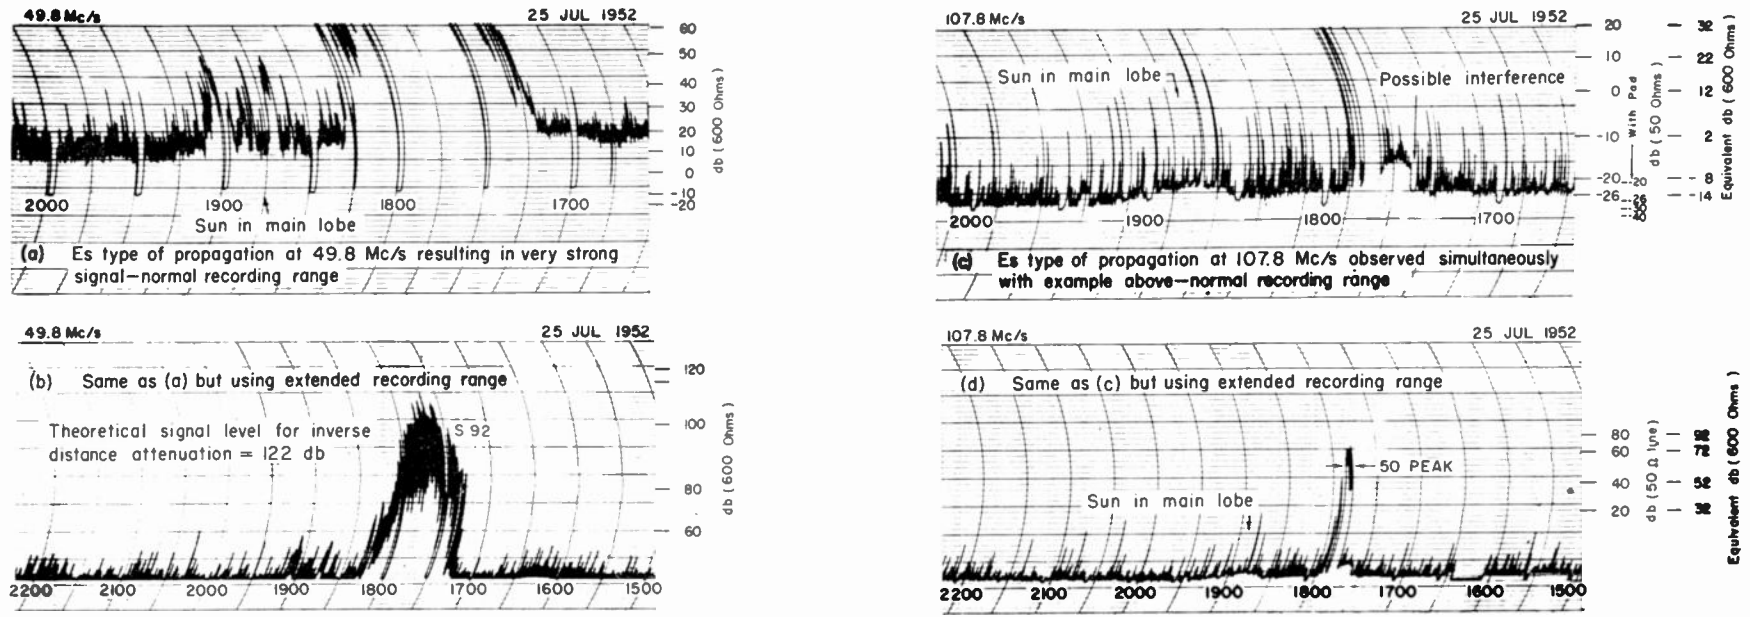 49.8 Mc/s 25 JUL 1952
60
50
40
30
20
10
0
-10
-20
db (600 Ohms)
2000 1900 1800 1700
Sun in main lobe
(a) Es type of propagation at 49.8 Mc/s resulting in very strong
signal-normal recording range
107.8 Mc/s 25 JUL 1952
20 32
10 22
0 12
-10 2
-20 -20 -8
-26 -26 -14
With Pad
db (50 Ohms)
Equivalent db (600 Ohms)
Sun in main lobe
Possible interference
2000 1900 1800 1700
(c) Es type of propagation at 107.8 Mc/s observed simultaneously
with example above-normal recording range
49.8 Mc/s 25 JUL 1952
(b) Same as (a) but using extended recording range
Theoretical signal level for inverse
distance attenuation = 122 db
S 92
120
100
80
60
db (600 Ohms)
2200 2100 2000 1900 1800 1700 1600 1500
107.8 Mc/s 25 JUL 1952
(d) Same as (c) but using extended recording range
80
60
40
20
db (50 Ω line)
Equivalent db (600 Ohms)
50 PEAK
Sun in main lobe
2200 2100 2000 1900 1800 1700 1600 1500